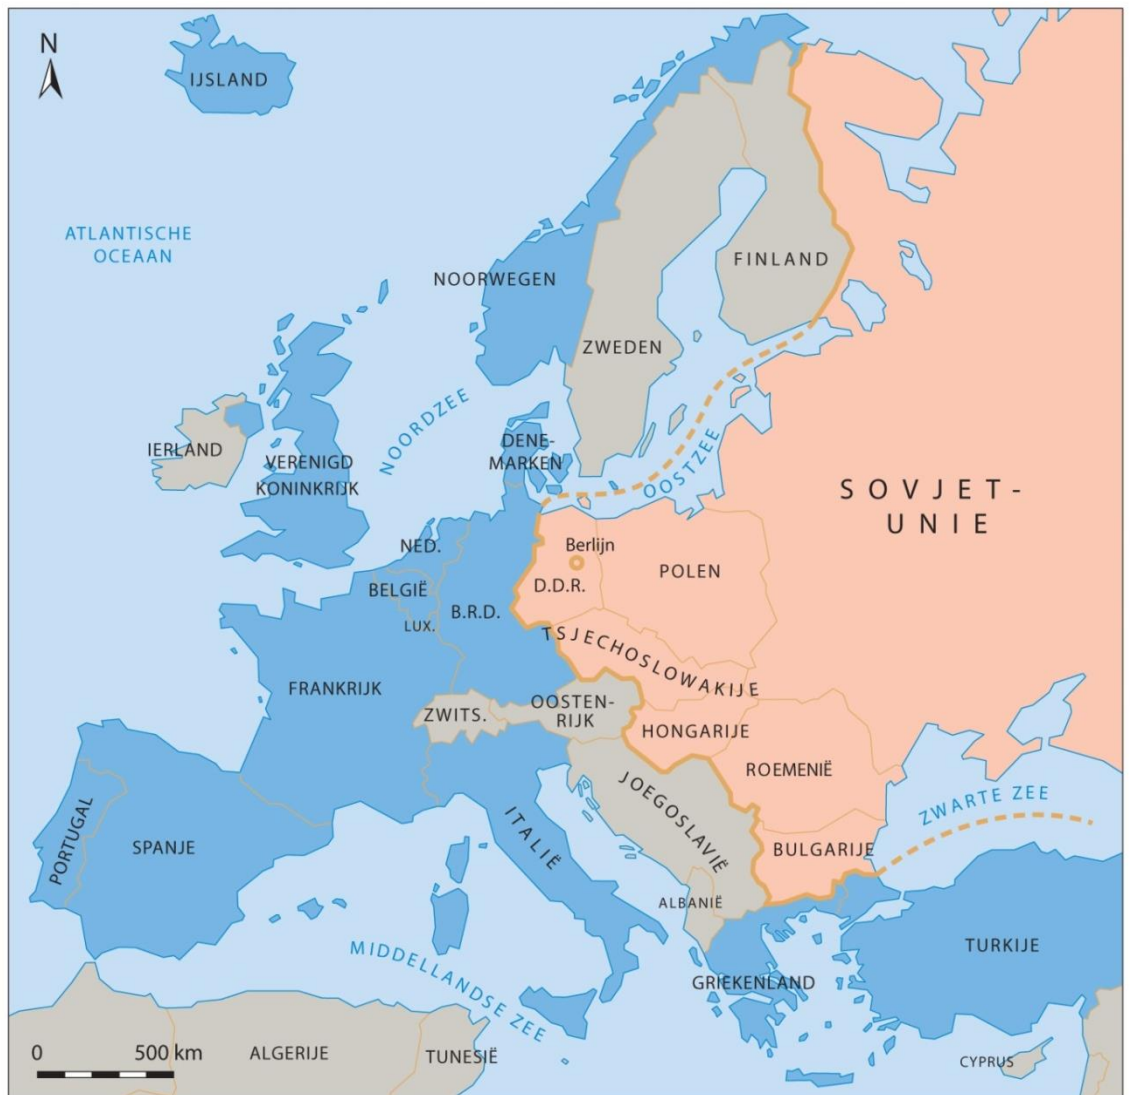 N
IJSLAND
ATLANTISCHE
OCEAAN
NOORWEGEN
FINLAND
ZWEDEN
NOORDZEE
IERLAND
VERENIGD
KONINKRIJK
DENE-
MARKEN
OOSTZEE
SOVJET-
UNIE
NED.
Berlijn
D.D.R.
POLEN
BELGIË
B.R.D.
LUX.
TSJECHOSLOWAKIJE
FRANKRIJK
ZWITS.
OOSTEN-
RIJK
HONGARIJE
ROEMENIË
JOEGOSLAVIË
ZWARTE ZEE
PORTUGAL
SPANJE
ITALIË
BULGARIJE
ALBANIË
MIDDELLANDSE ZEE
TURKIJE
GRIEKENLAND
0 500 km
ALGERIJE
TUNESIË
CYPRUS